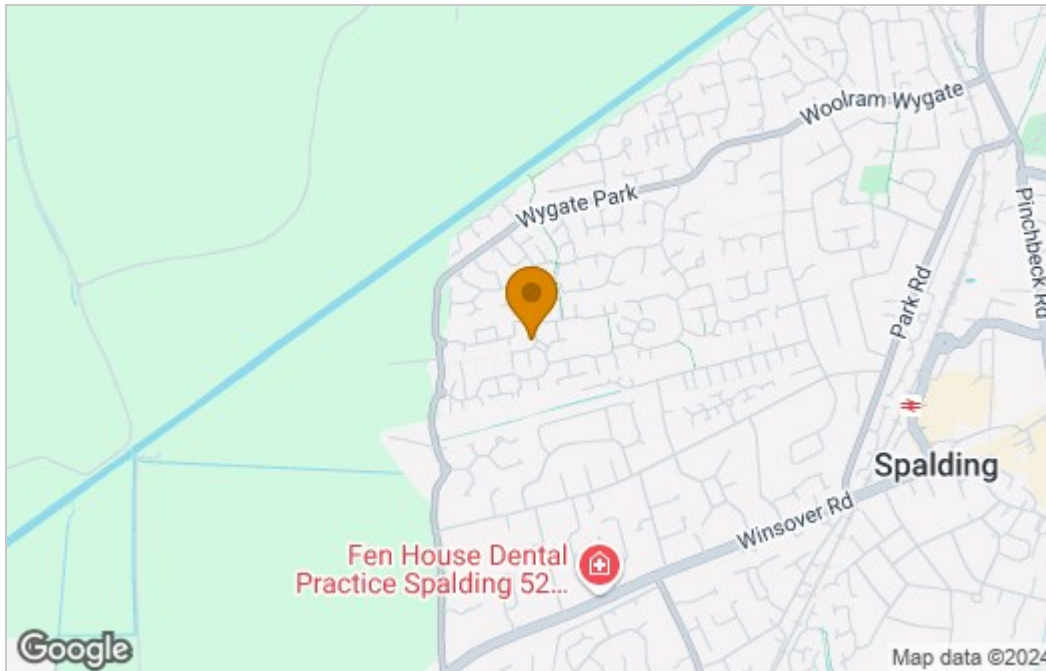 Woolram Wygate
Wygate Park
Pinchbeck Rd
Park Rd
Spalding
Winsover Rd
Fen House Dental
Practice Spalding 52...
Google
Map data ©2024